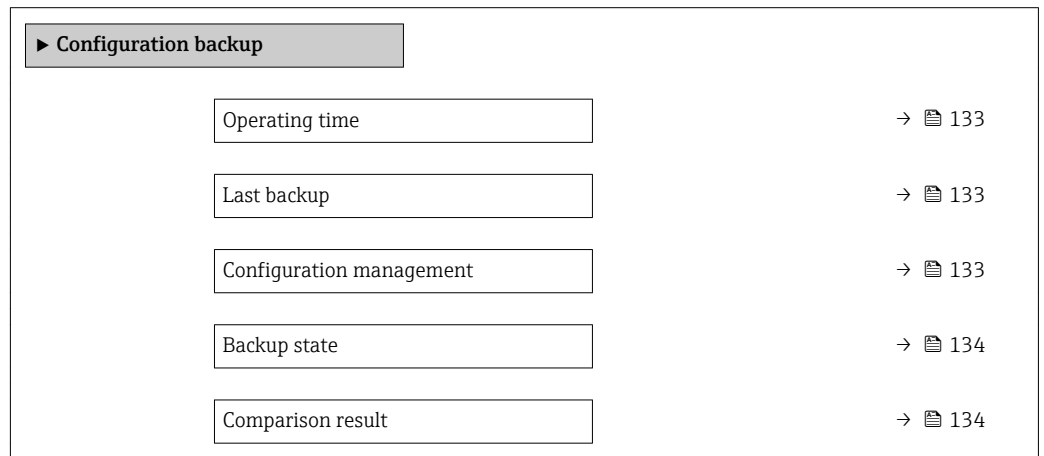 ► Configuration backup
Operating time → 🖺 133
Last backup → 🖺 133
Configuration management → 🖺 133
Backup state → 🖺 134
Comparison result → 🖺 134